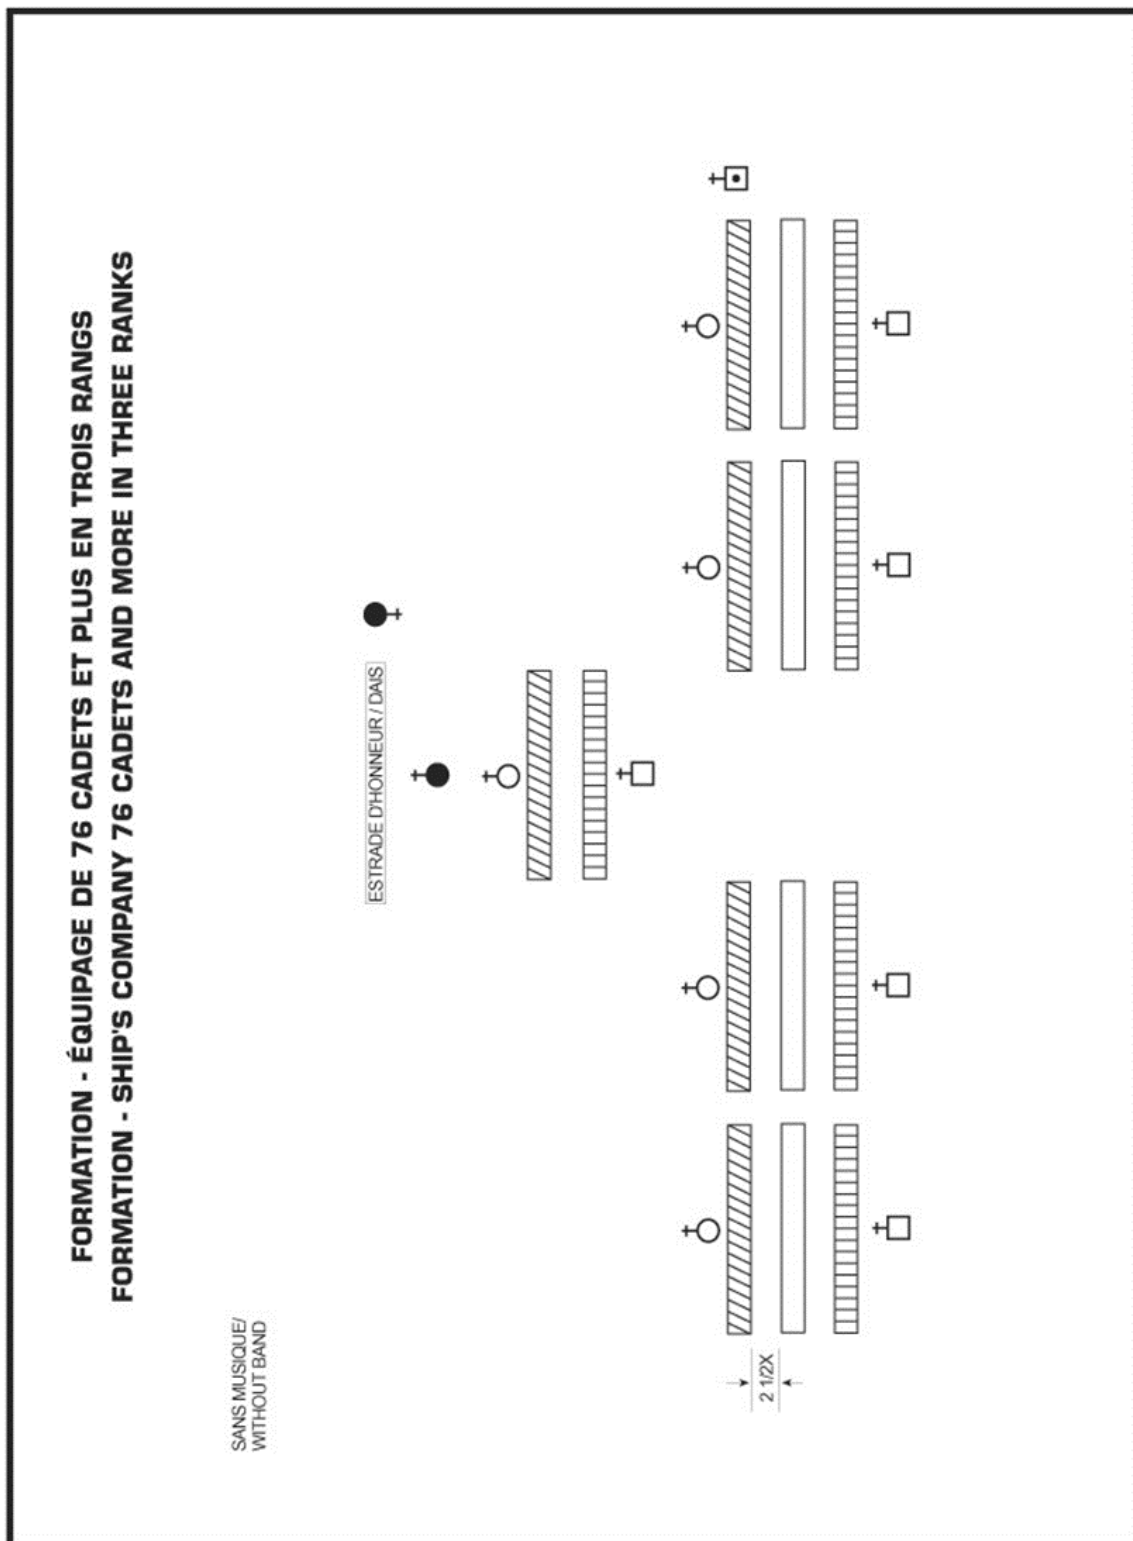 FORMATION - ÉQUIPAGE DE 76 CADETS ET PLUS EN TROIS RANGS
FORMATION - SHIP'S COMPANY 76 CADETS AND MORE IN THREE RANKS
SANS MUSIQUE/
WITHOUT BAND
ESTRADE D'HONNEUR / DAIS
2 1/2X